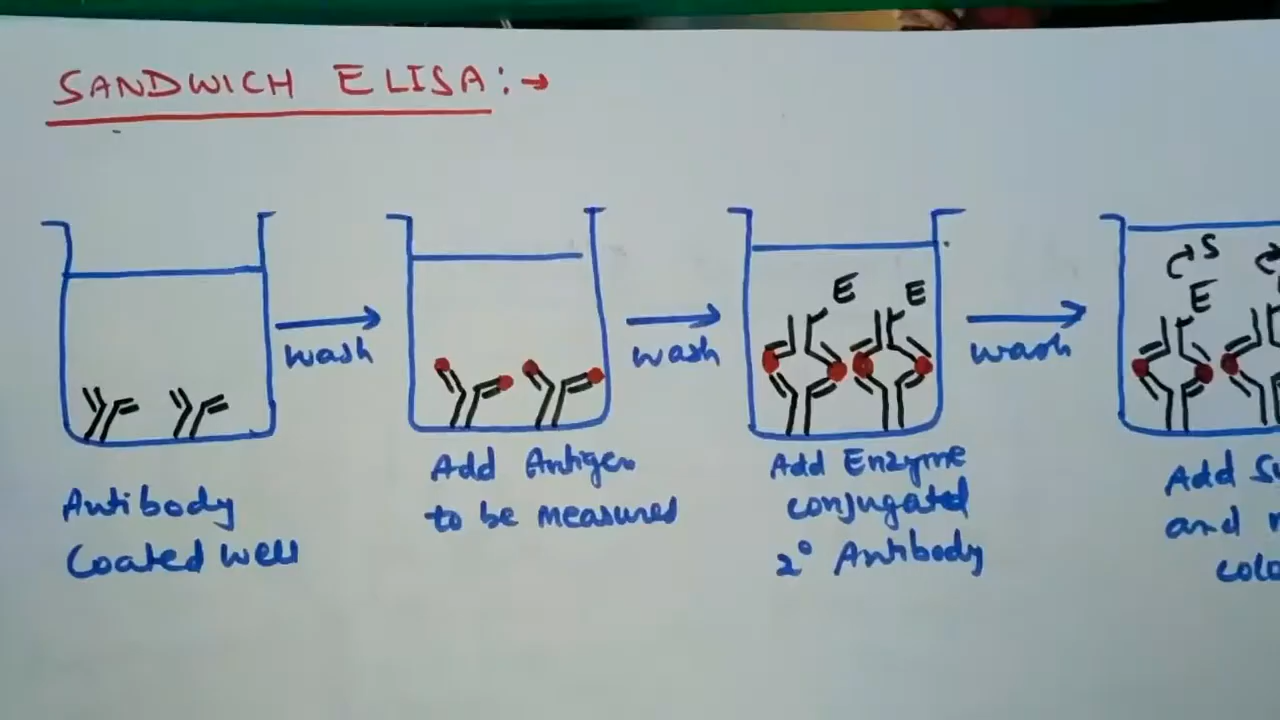 SANDWICH ELISA:→
wash
wash
wash
E
E
S
E
Antibody
Coated well
Add Antigen
to be measured
Add Enzyme
conjugated
2° Antibody
Add
and